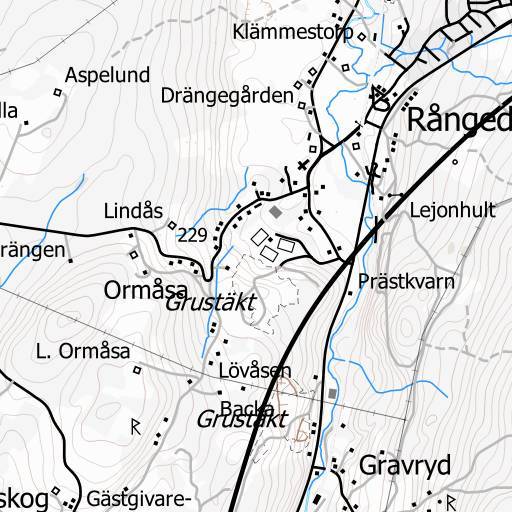 Klämmestorp
Aspelund
Drängegården
lla
Rånged
Lindås
Lejonhult
229
rängen
Prästkvarn
Ormåsa
Grustäkt
L. Ormåsa
Lövåsen
Backa
Grustäkt
Gravryd
skog
Gästgivare-